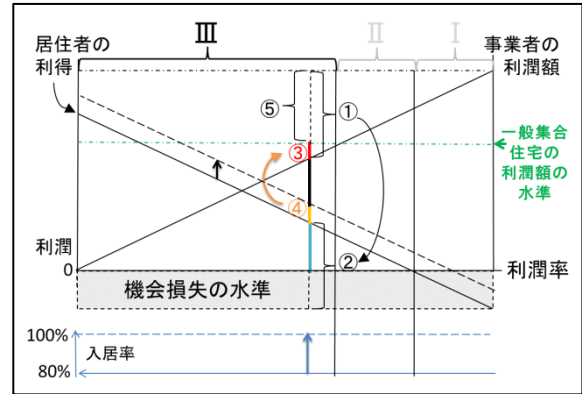 Ⅲ
Ⅱ
Ⅰ
居住者の
利得
事業者の
利潤額
⑤
①
③
一般集合
住宅の
利潤額の
水準
④
利潤
0
②
利潤率
機会損失の水準
100%
入居率
80%